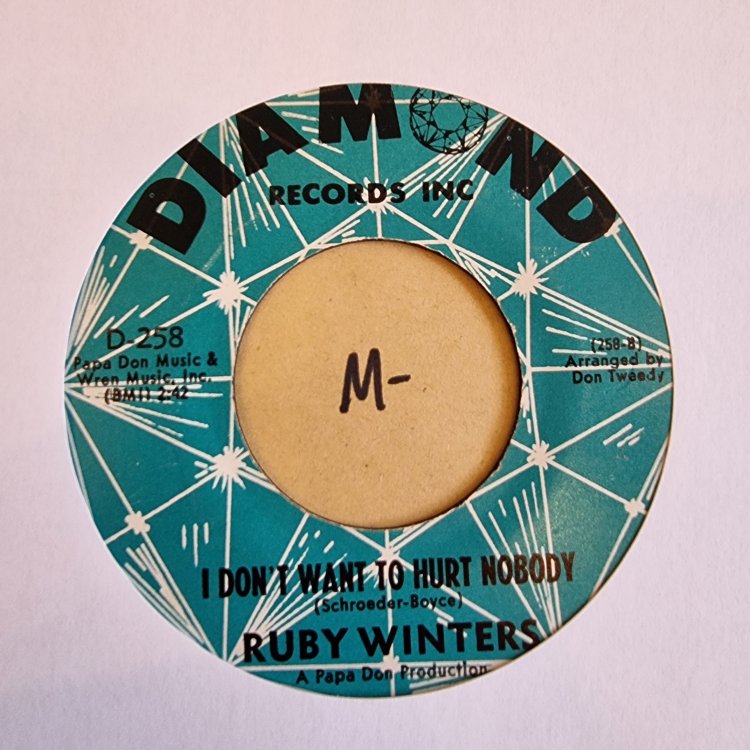 DIAMOND
RECORDS INC
D-258
Papa Don Music &
Wren Music, Inc.
(BMI) 2:42
(258-B)
Arranged by
Don Tweedy
M-
I DON'T WANT TO HURT NOBODY
(Schroeder-Boyce)
RUBY WINTERS
A Papa Don Production